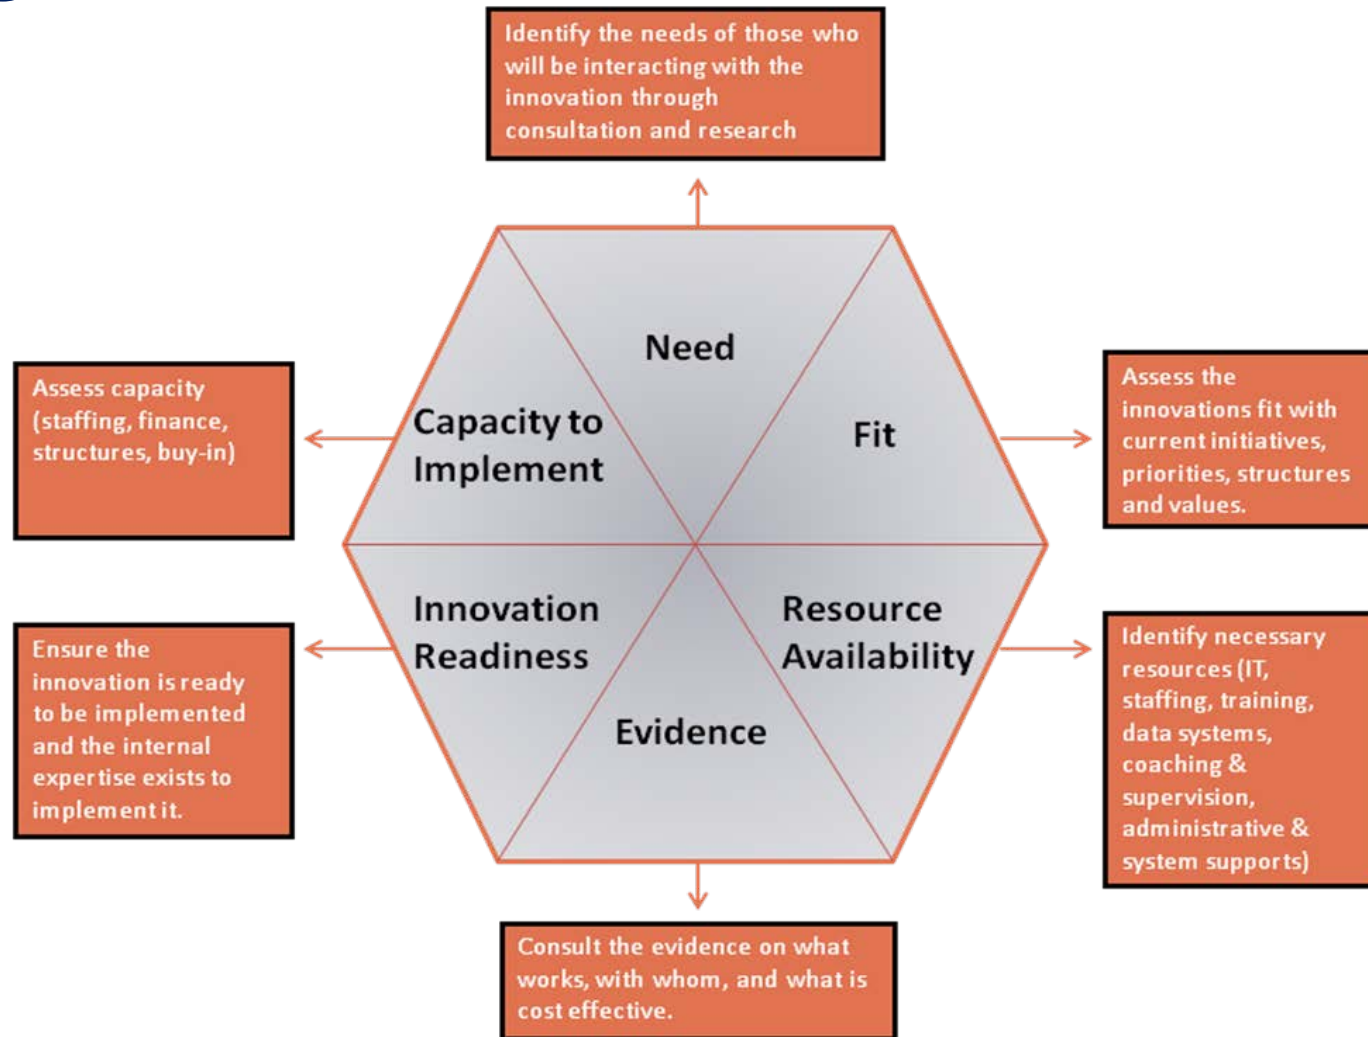 Identify the needs of those who
will be interacting with the
innovation through
consultation and research
Need
Assess capacity
(staffing, finance,
structures, buy-in)
Capacity to
Implement
Fit
Assess the
innovations fit with
current initiatives,
priorities, structures
and values.
Ensure the
innovation is ready
to be implemented
and the internal
expertise exists to
implement it.
Innovation
Readiness
Resource
Availability
Identify necessary
resources (IT,
staffing, training,
data systems,
coaching &
supervision,
administrative &
system supports)
Evidence
Consult the evidence on what
works, with whom, and what is
cost effective.